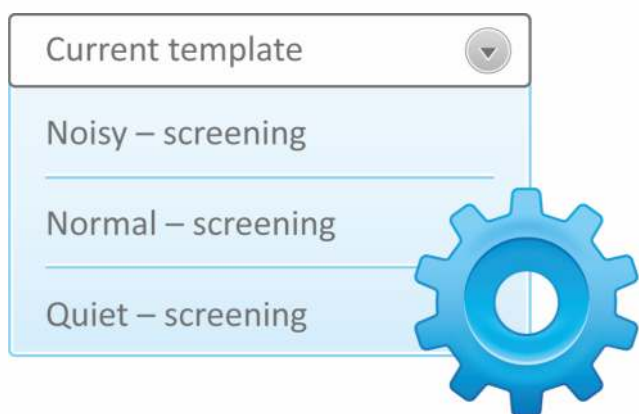 Current template
Noisy – screening
Normal – screening
Quiet – screening